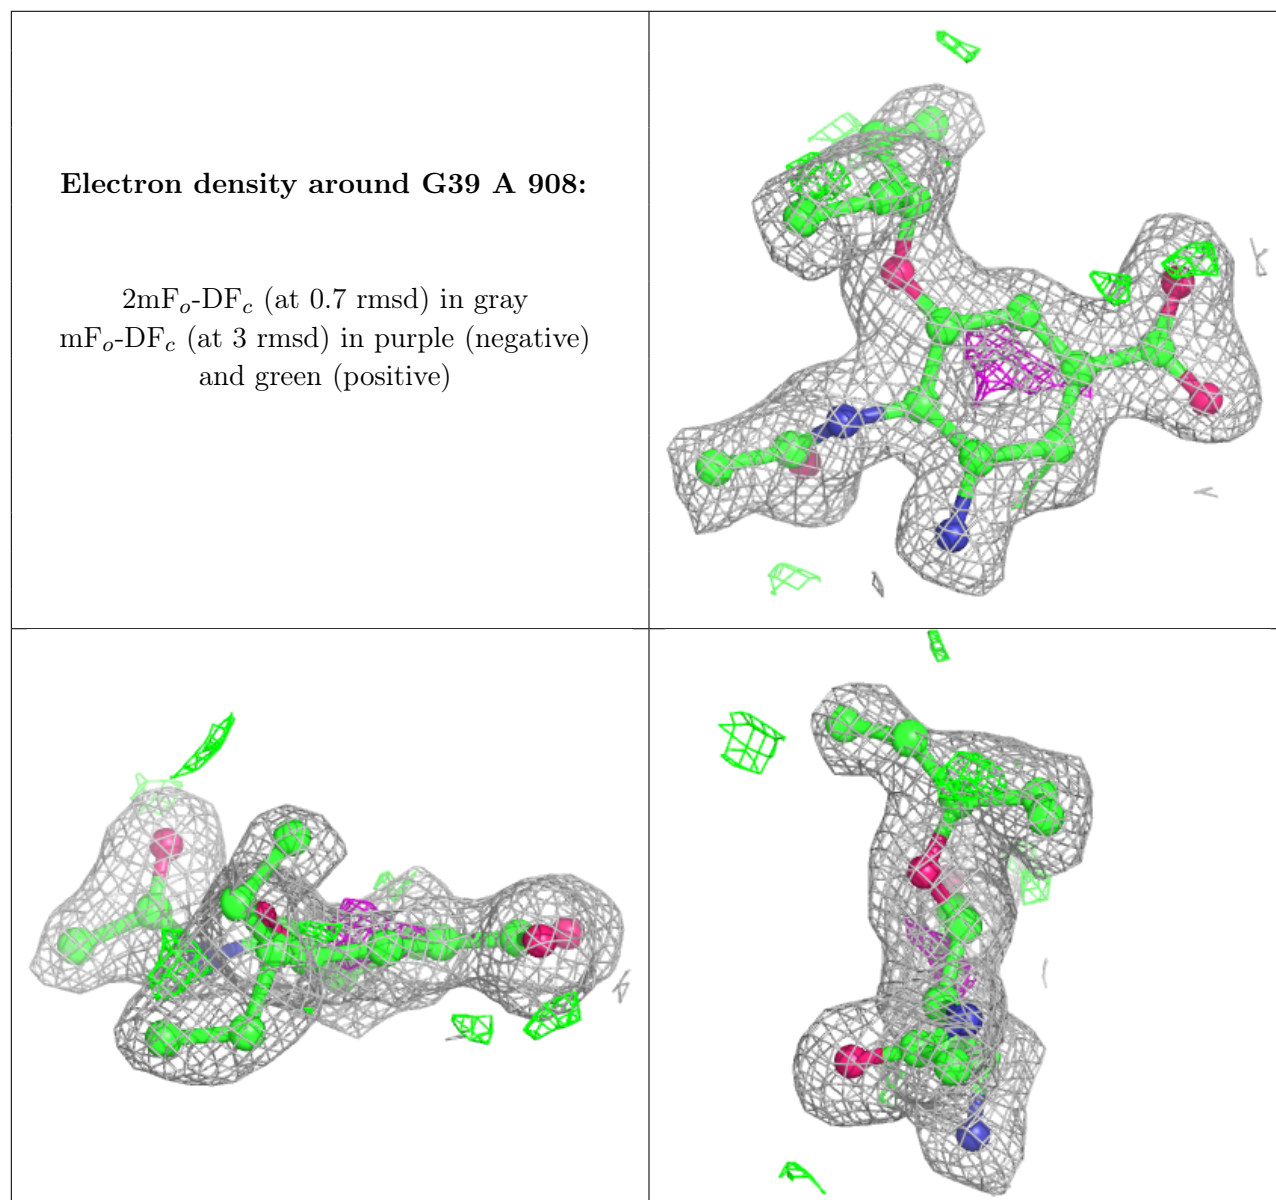 Electron density around G39 A 908:
2mFo-DFc (at 0.7 rmsd) in gray
mFo-DFc (at 3 rmsd) in purple (negative)
and green (positive)